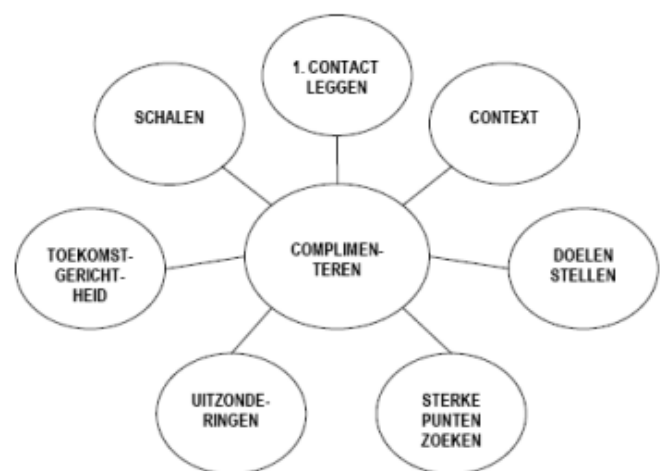 1. CONTACT
LEGGEN
SCHALEN
CONTEXT
TOEKOMST-
GERICHT-
HEID
COMPLIMEN-
TEREN
DOELEN
STELLEN
UITZONDE-
RINGEN
STERKE
PUNTEN
ZOEKEN